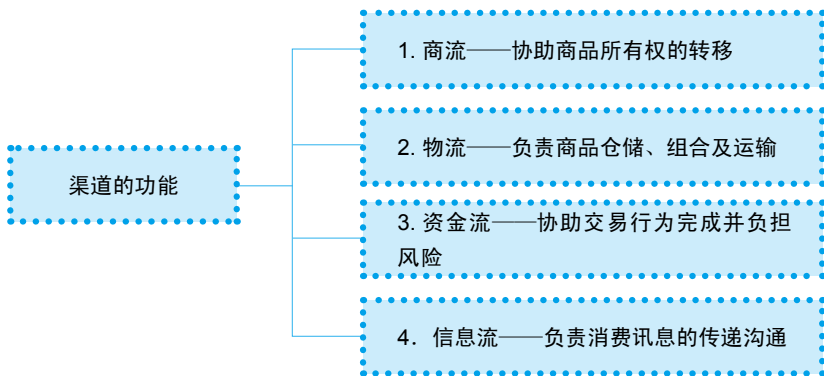 渠道的功能
1. 商流——协助商品所有权的转移
2. 物流——负责商品仓储、组合及运输
3. 资金流——协助交易行为完成并负担
风险
4. 信息流——负责消费讯息的传递沟通